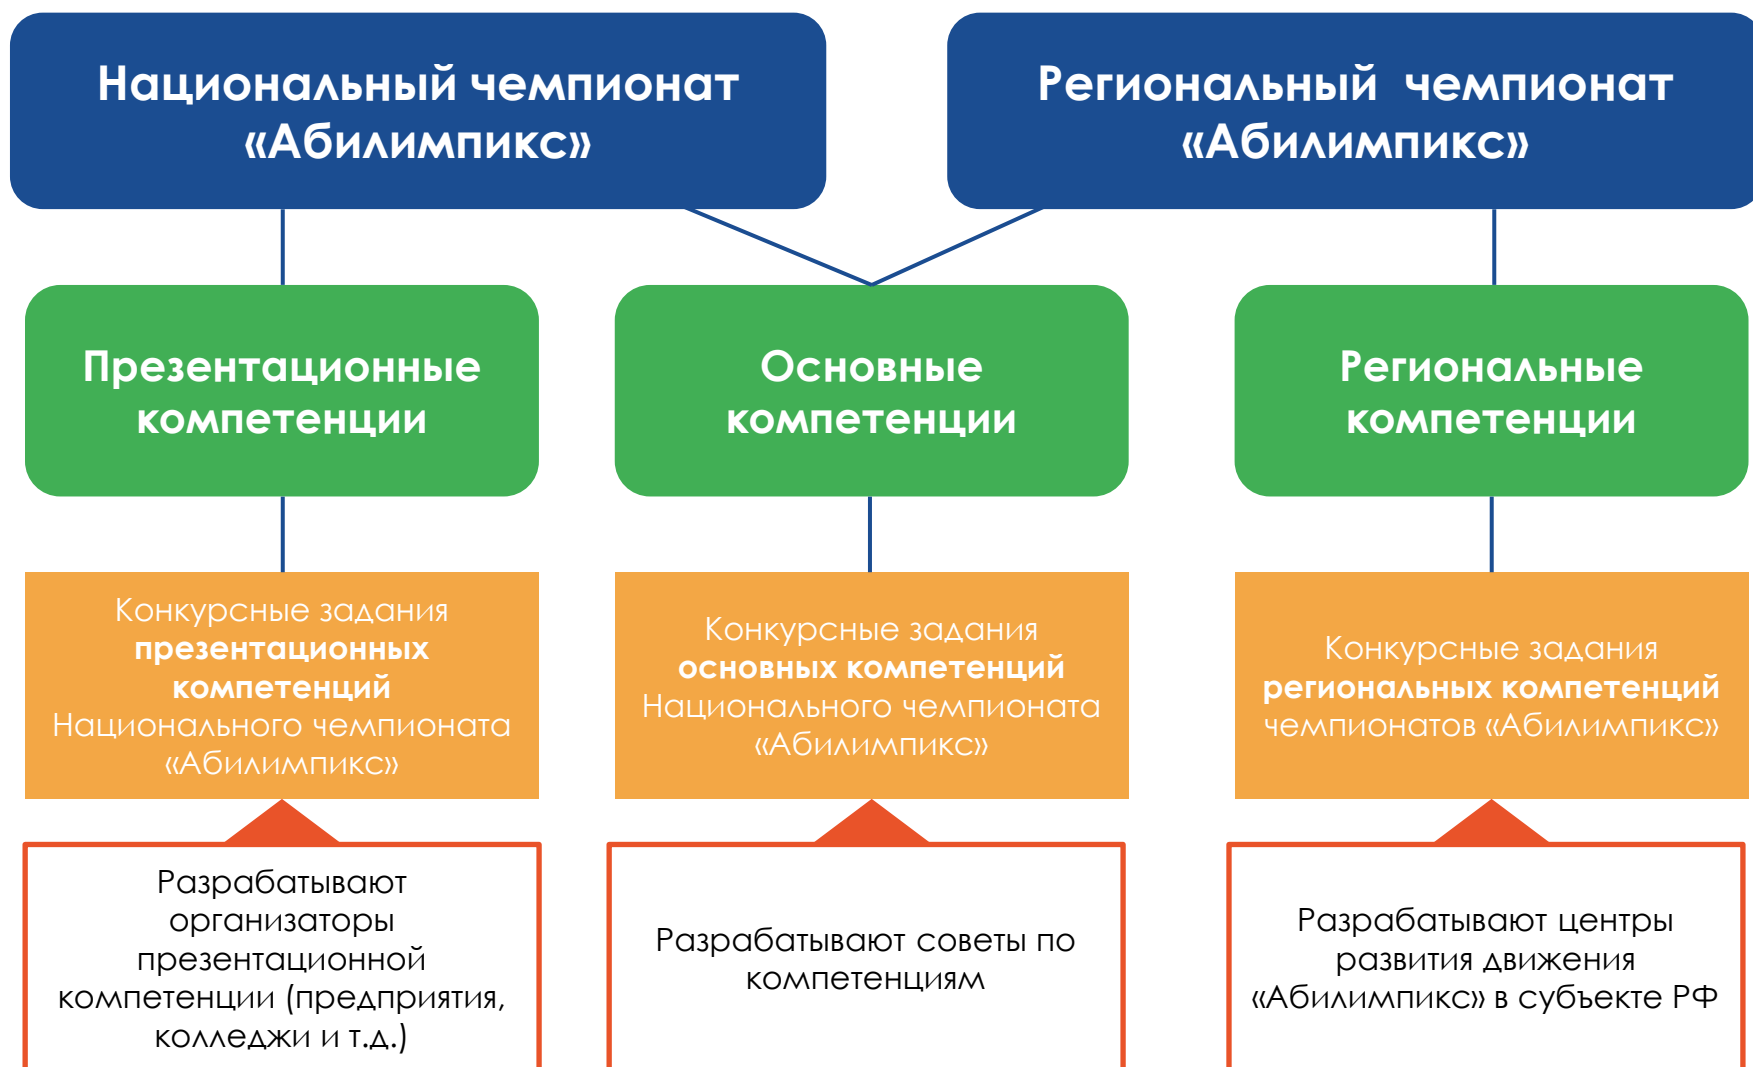 Национальный чемпионат
«Абилимпикс»
Региональный чемпионат
«Абилимпикс»
Презентационные
компетенции
Основные
компетенции
Региональные
компетенции
Конкурсные задания
презентационных
компетенций
Национального чемпионата
«Абилимпикс»
Конкурсные задания
основных компетенций
Национального чемпионата
«Абилимпикс»
Конкурсные задания
региональных компетенций
чемпионатов «Абилимпикс»
Разрабатывают
организаторы
презентационной
компетенции (предприятия,
колледжи и т.д.)
Разрабатывают советы по
компетенциям
Разрабатывают центры
развития движения
«Абилимпикс» в субъекте РФ